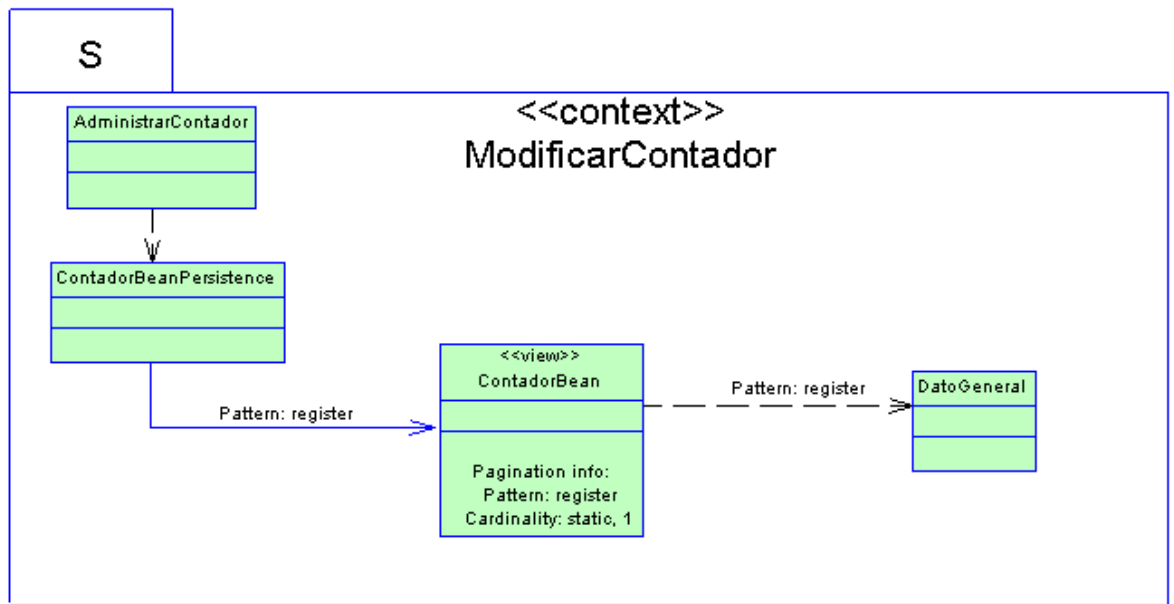 S
<<context>>
ModificarContador
AdministrarContador
ContadorBeanPersistence
Pattern: register
<<view>>
ContadorBean
Pagination info:
Pattern: register
Cardinality: static, 1
Pattern: register
DatoGeneral